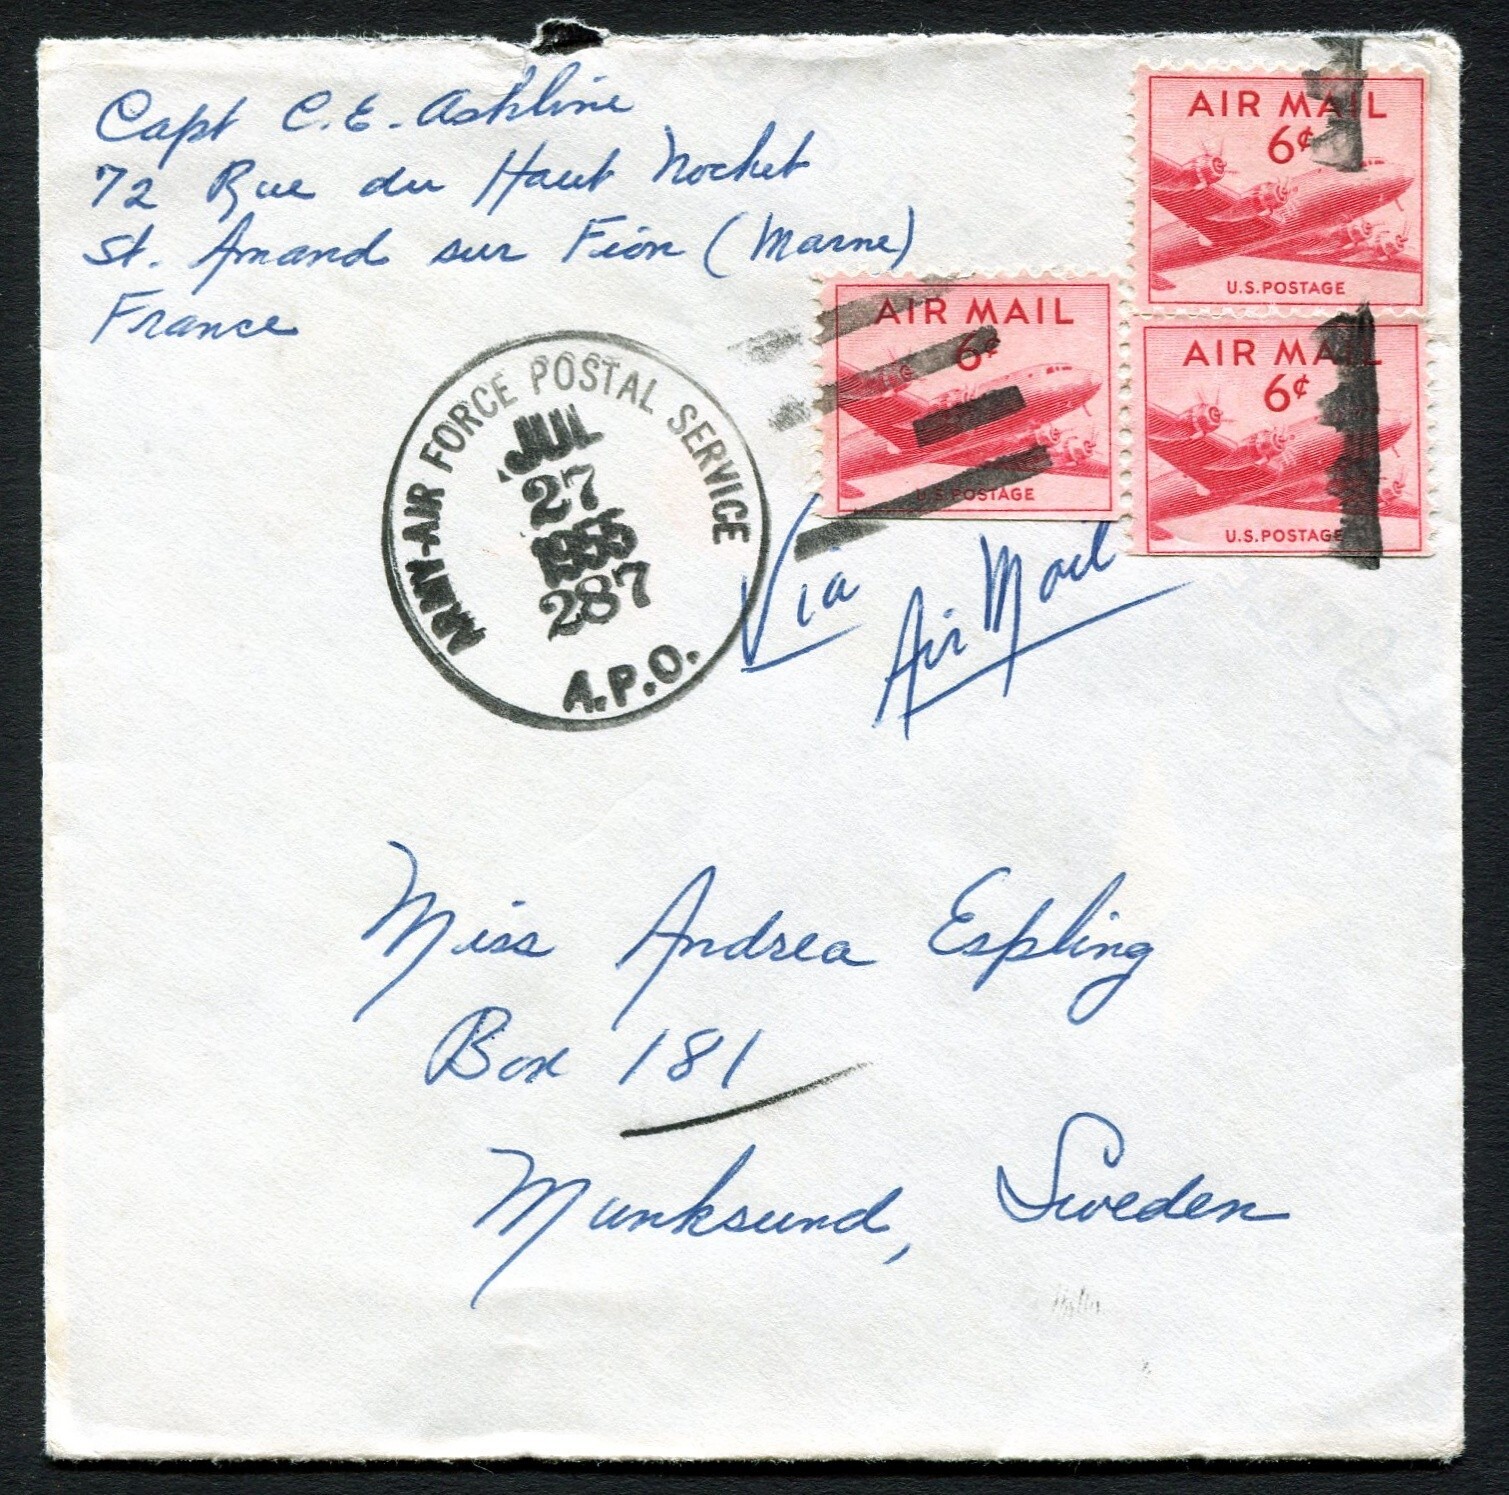 Capt C.E. Ashline
72 Rue du Haut Nocket
St. Amand sur Fion (Marne)
France
AIR MAIL
6¢
U.S. POSTAGE
AIR MAIL
6¢
U.S. POSTAGE
AIR MAIL
6¢
U.S. POSTAGE
ARMY-AIR FORCE POSTAL SERVICE
JUL
27
1955
287
A.P.O.
Via
Air Mail
Miss Andrea Espling
Box 181
Munksund, Sweden